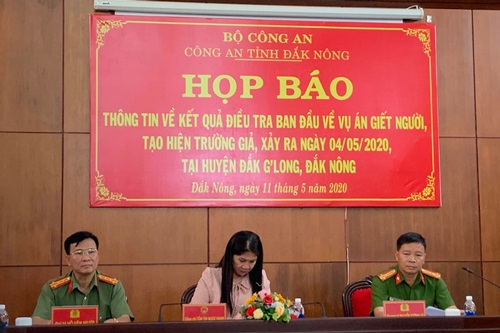 BỘ CÔNG AN
CÔNG AN TỈNH ĐẮK NÔNG
HỌP BÁO
THÔNG TIN VỀ KẾT QUẢ ĐIỀU TRA BAN ĐẦU VỀ VỤ ÁN GIẾT NGƯỜI,
TẠO HIỆN TRƯỜNG GIẢ, XẢY RA NGÀY 04/05/2020,
TẠI HUYỆN ĐẮK G'LONG, ĐẮK NÔNG
Đắk Nông, ngày 11 tháng 5 năm 2020